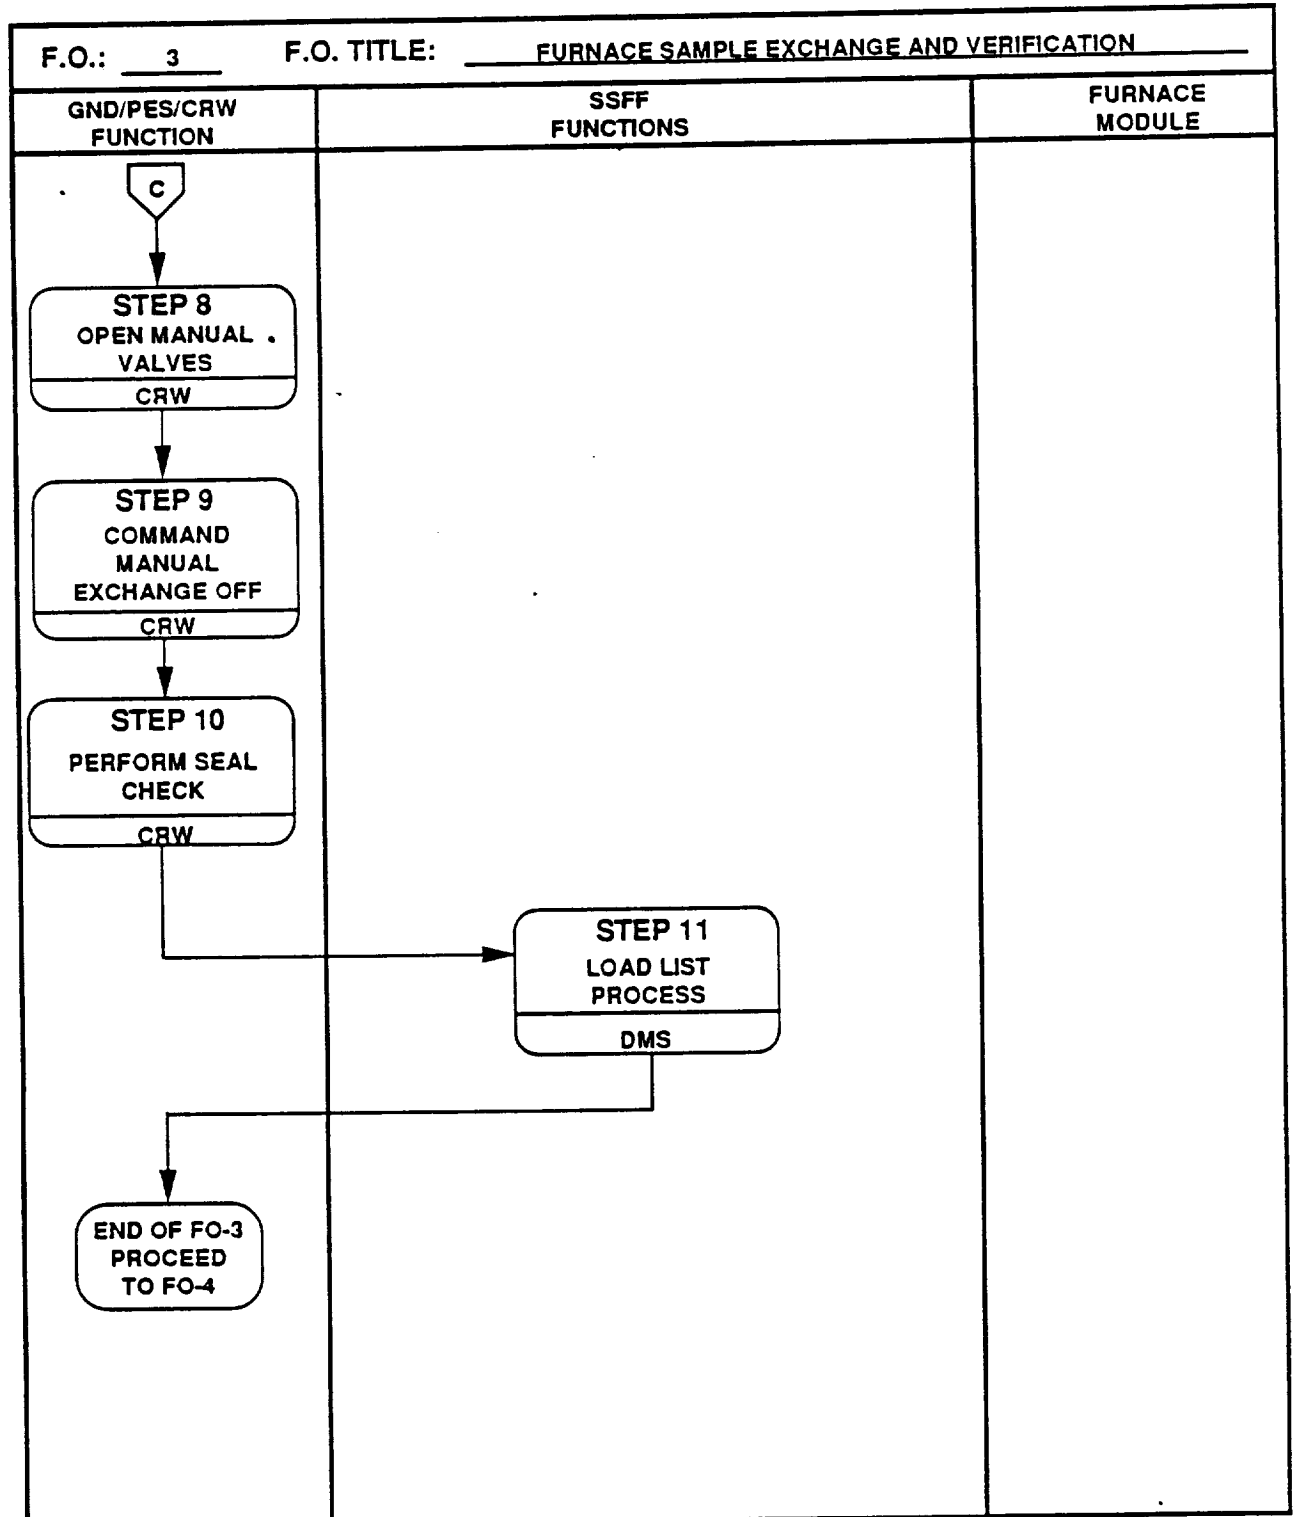 F.O.: 3 F.O. TITLE: FURNACE SAMPLE EXCHANGE AND VERIFICATION
GND/PES/CRW
FUNCTION
SSFF
FUNCTIONS
FURNACE
MODULE
C
STEP 8
OPEN MANUAL
VALVES
CRW
STEP 9
COMMAND
MANUAL
EXCHANGE OFF
CRW
STEP 10
PERFORM SEAL
CHECK
CRW
STEP 11
LOAD LIST
PROCESS
DMS
END OF FO-3
PROCEED
TO FO-4